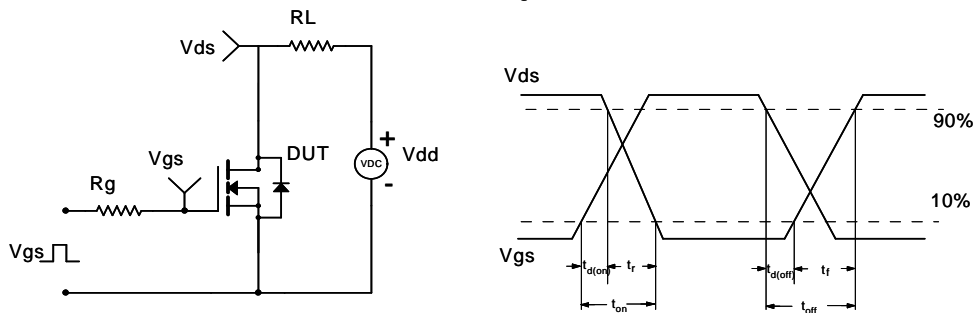 RL
Vds
Vgs
DUT
+
VDC
Vdd
-
Rg
Vgs
Vds
90%
10%
Vgs
td(on)
tr
ton
td(off)
tf
toff